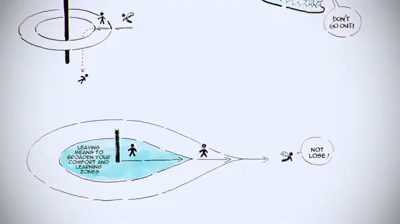 DON'T
GO OUT!
LEAVING
MEANS TO
BROADEN YOUR
COMFORT AND
LEARNING
ZONES
NOT
LOSE!